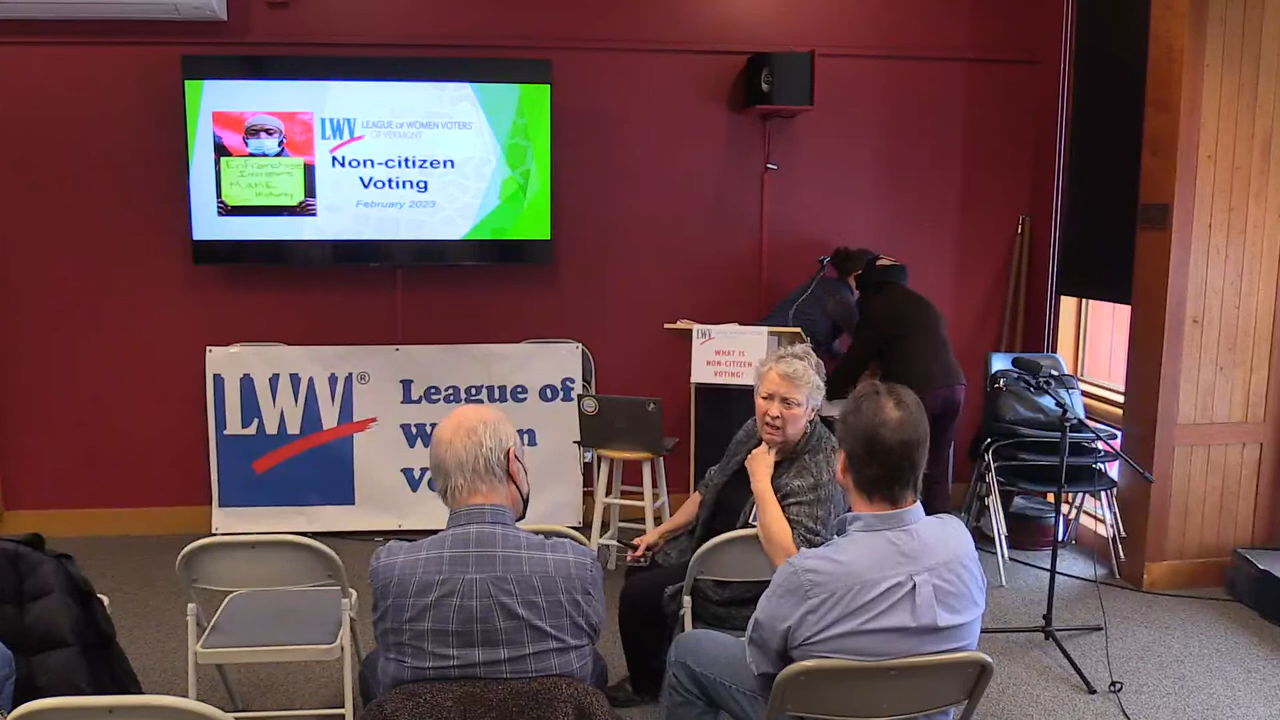 LWV LEAGUE OF WOMEN VOTERS®
OF VERMONT
Non-citizen
Voting
February 2023
Enfranchise
Immigrants
MAKE
History
LWV
WHAT IS
NON-CITIZEN
VOTING?
LWV®
League of
Women